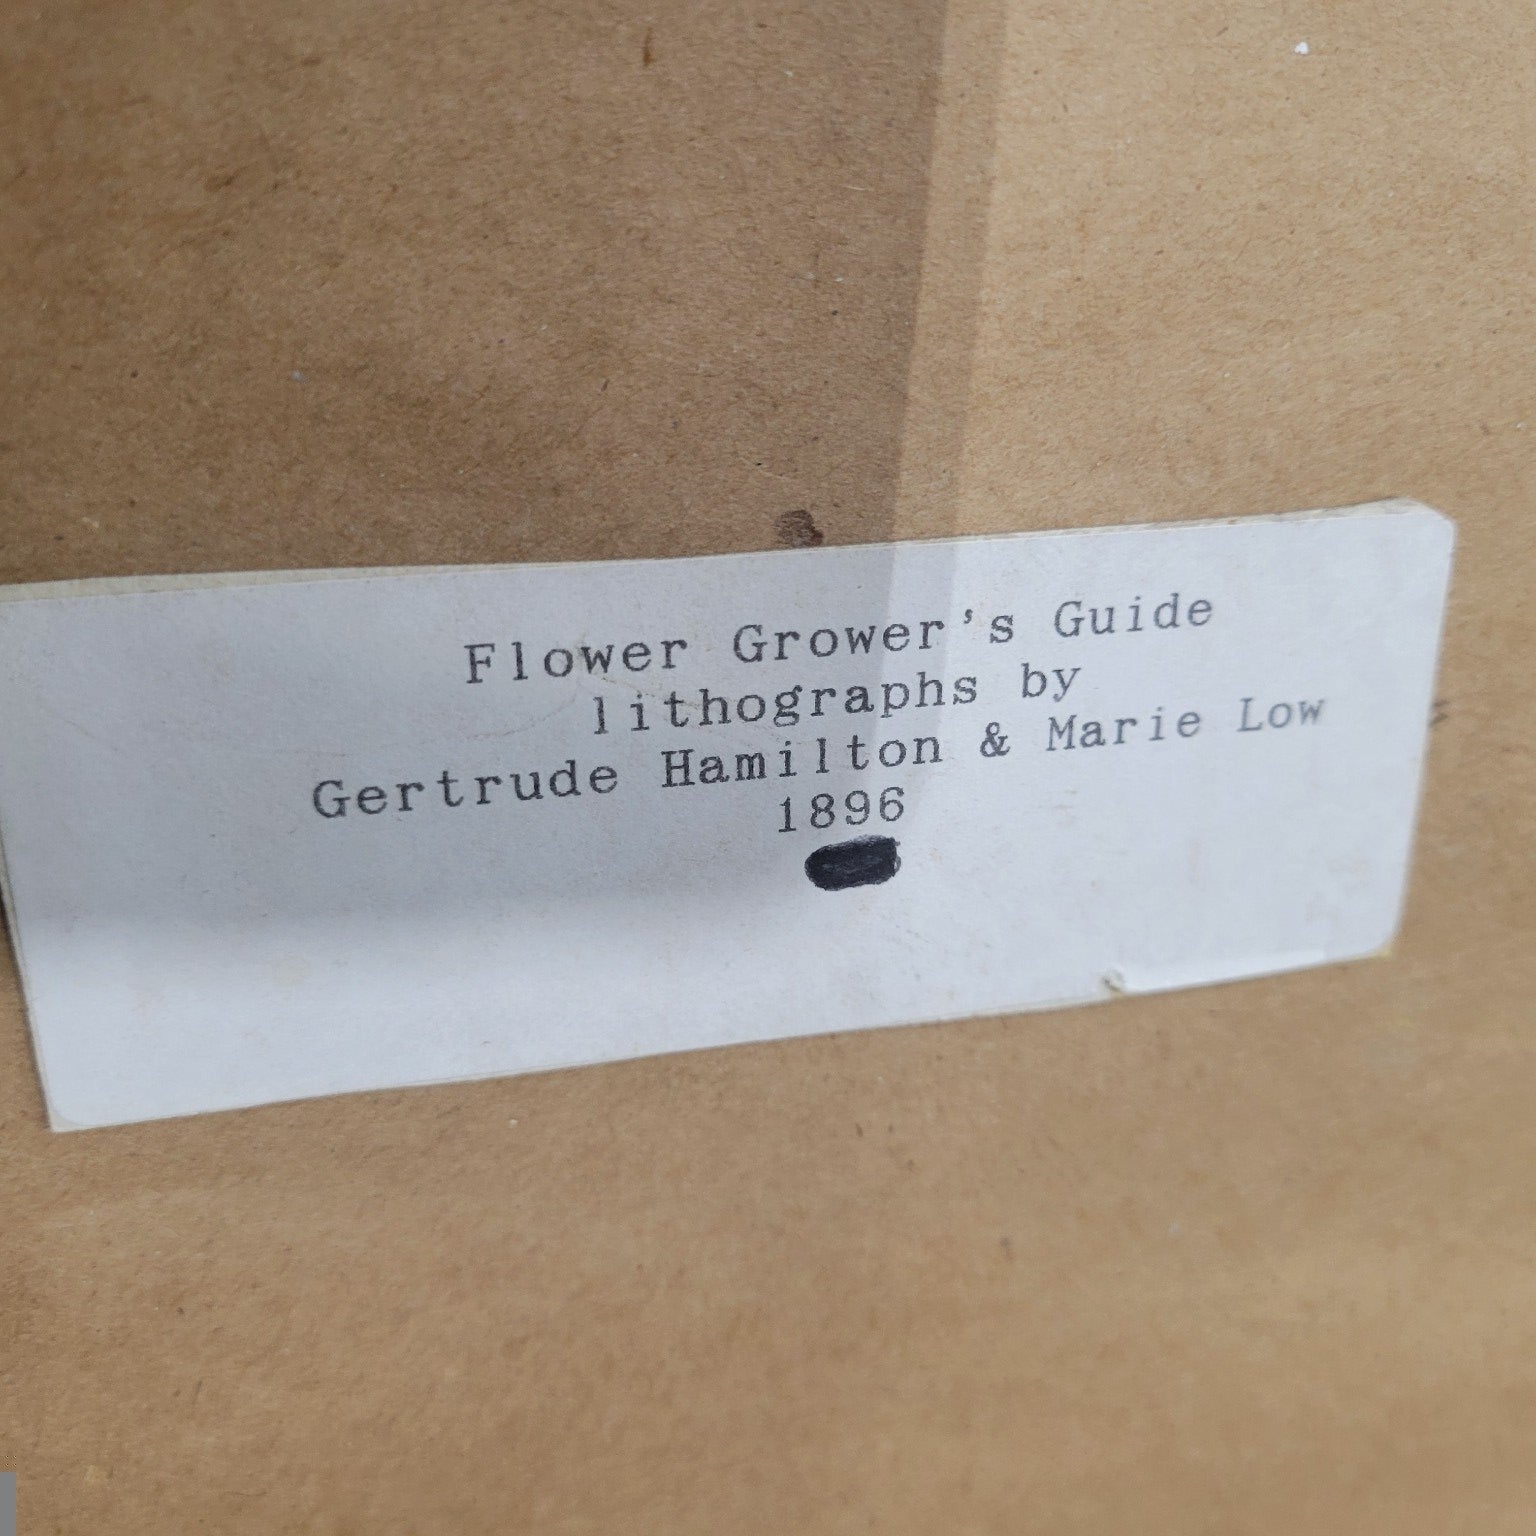 Flower Grower's Guide
lithographs by
Gertrude Hamilton & Marie Low
1896